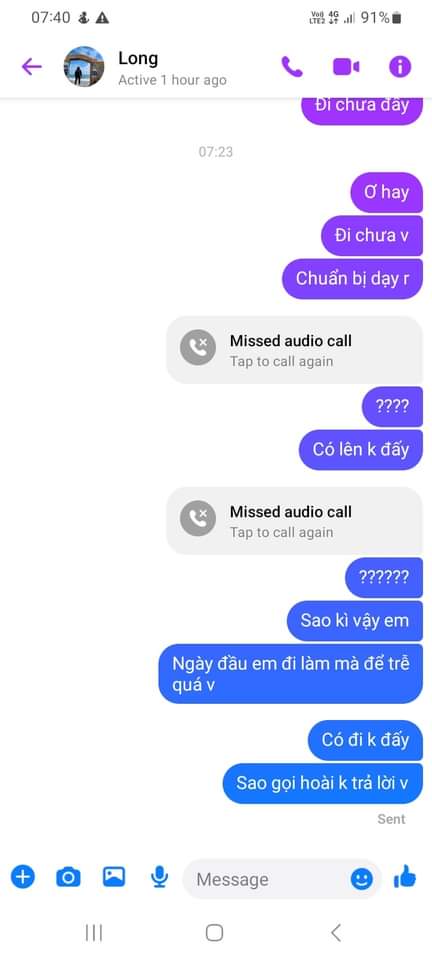 07:40
Voj) 4G
LTE2
91%
Long
Active 1 hour ago
Đi chưa đấy
07:23
Ơ hay
Đi chưa v
Chuẩn bị dạy r
Missed audio call
Tap to call again
????
Có lên k đấy
Missed audio call
Tap to call again
??????
Sao kì vậy em
Ngày đầu em đi làm mà để trễ
quá v
Có đi k đấy
Sao gọi hoài k trả lời v
Sent
Message